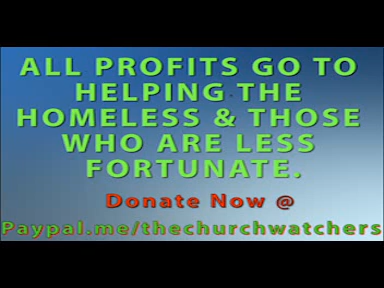 ALL PROFITS GO TO
HELPING THE
HOMELESS & THOSE
WHO ARE LESS
FORTUNATE.
Donate Now @
Paypal.me/thechurchwatchers